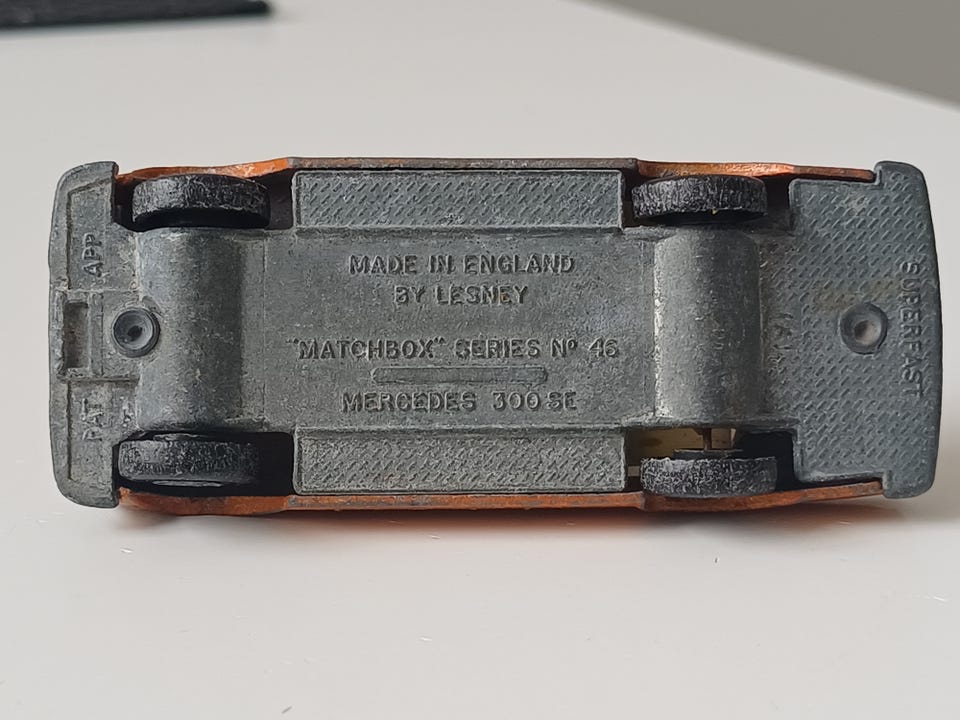 MADE IN ENGLAND
BY LESNEY
"MATCHBOX" SERIES Nº 46
MERCEDES 300 SE
PAT APP
SUPERFAST